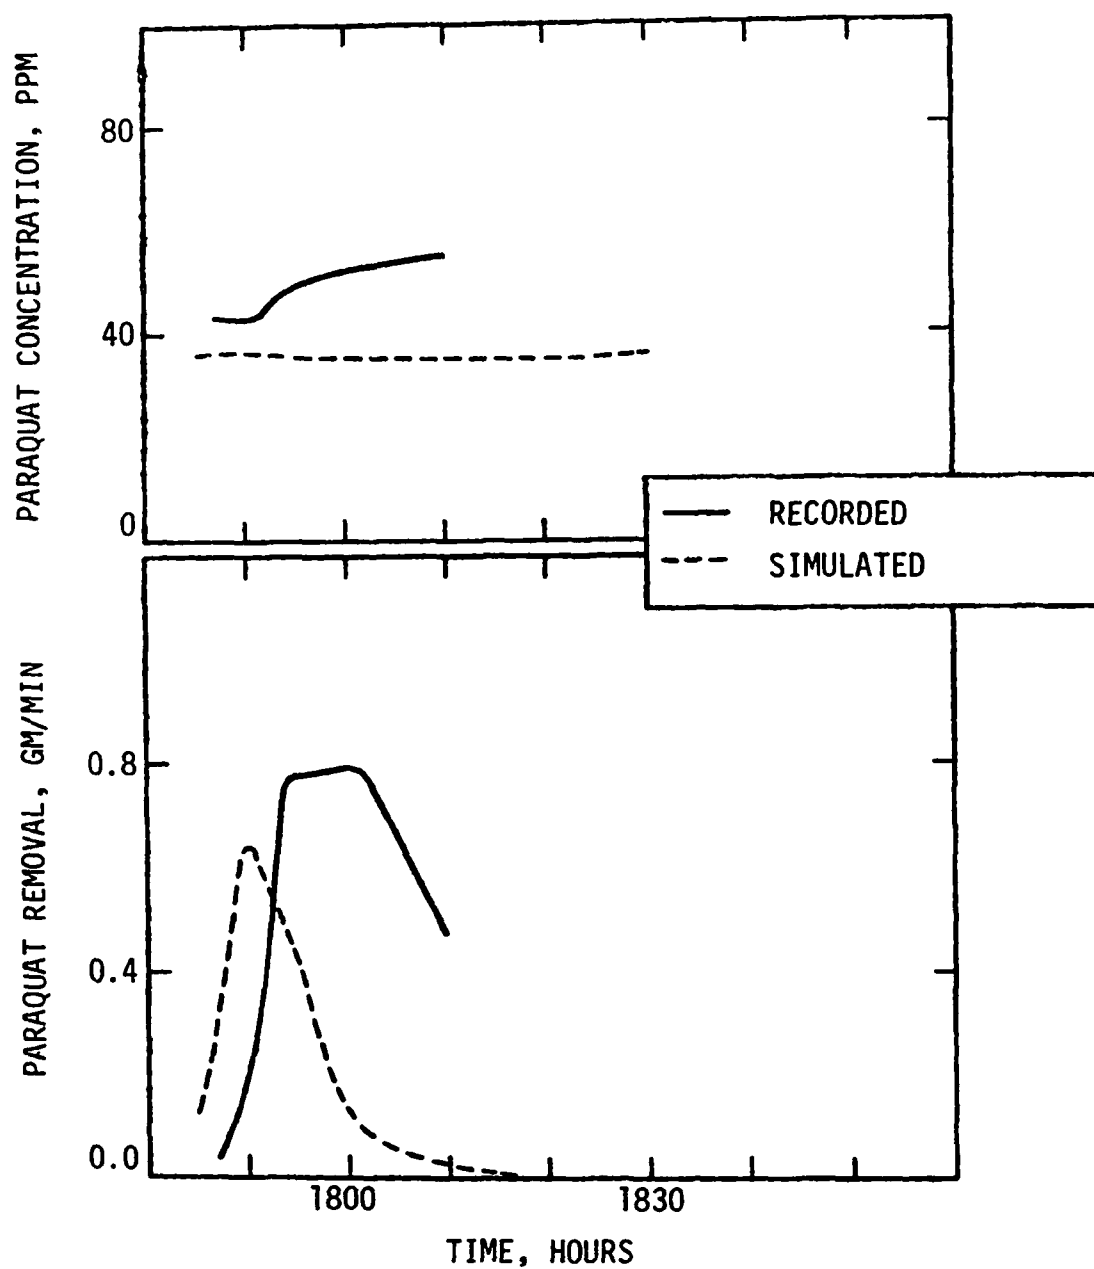 PARAQUAT CONCENTRATION, PPM
80
40
0
RECORDED
SIMULATED
PARAQUAT REMOVAL, GM/MIN
0.8
0.4
0.0
1800 1830
TIME, HOURS